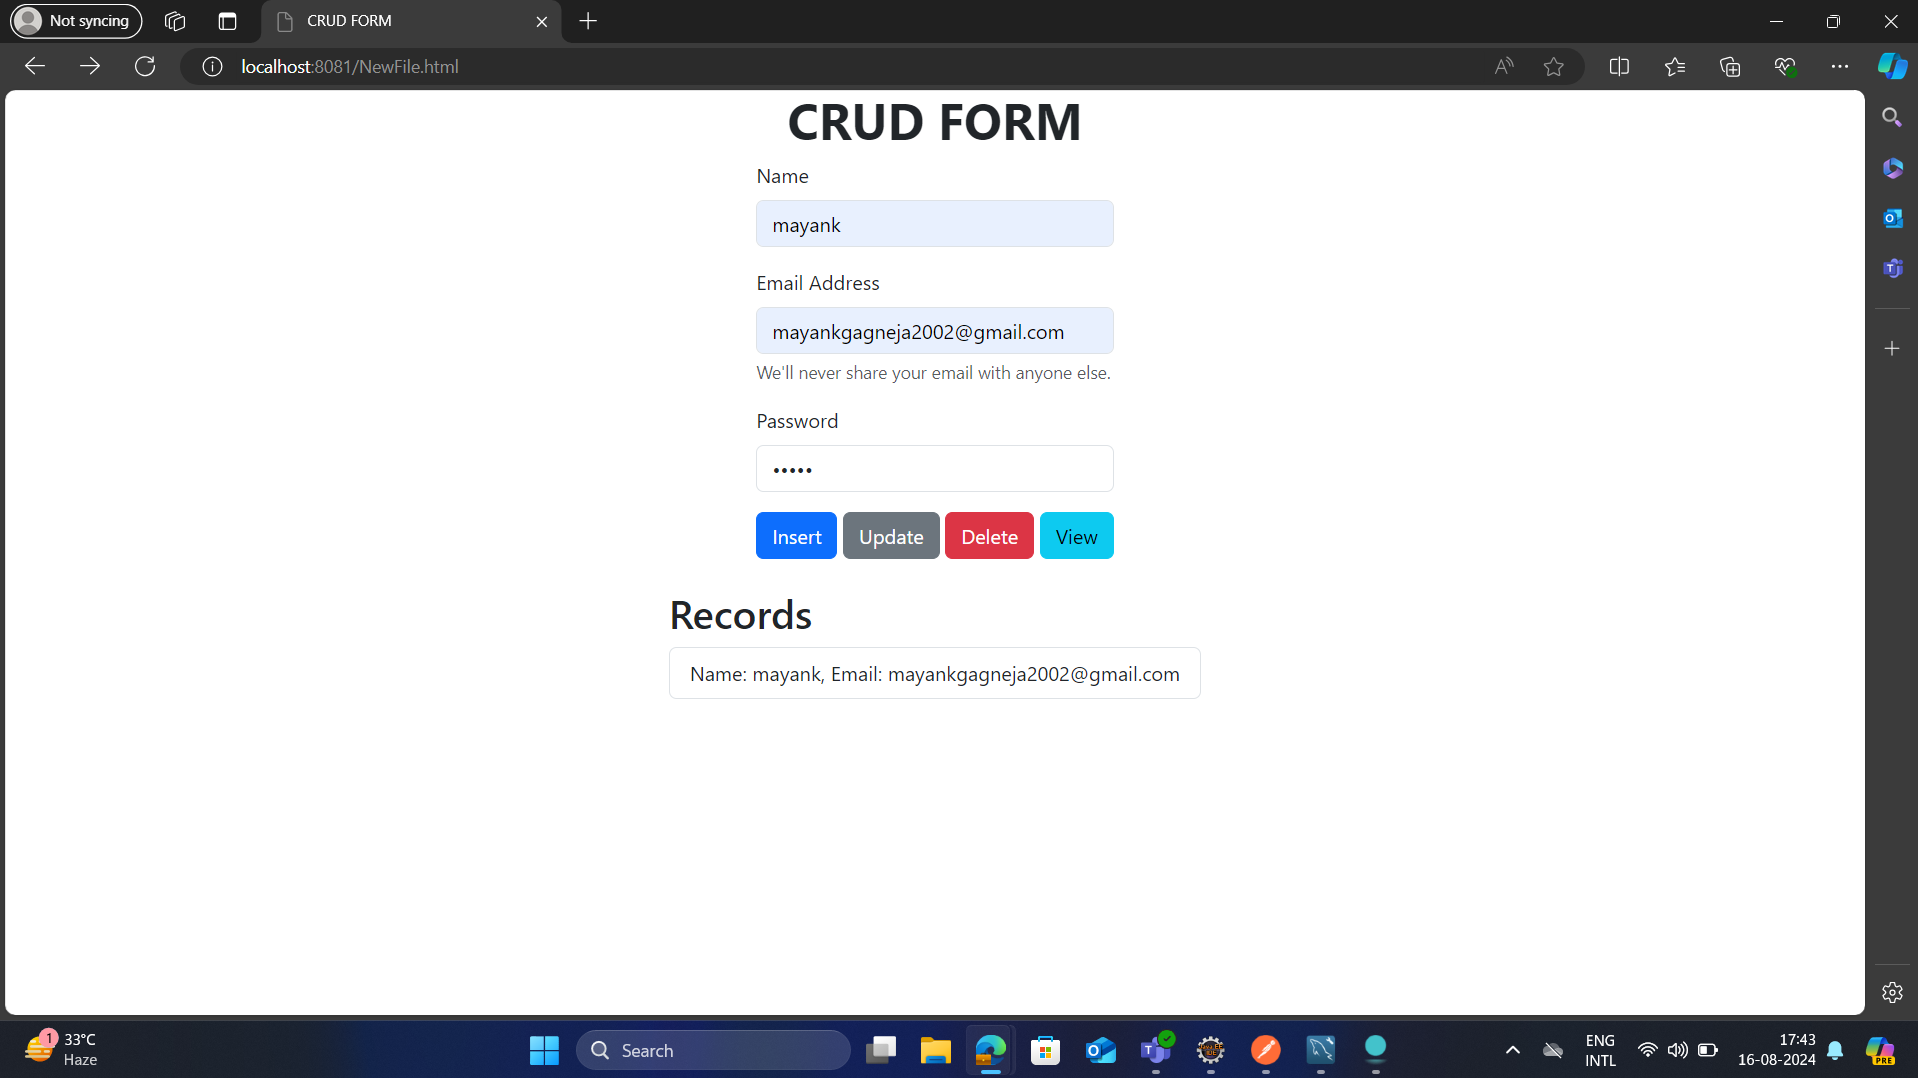 Not syncing
CRUD FORM
localhost:8081/NewFile.html
CRUD FORM
Name
mayank
Email Address
mayankgagneja2002@gmail.com
We'll never share your email with anyone else.
Password
•••••
Insert Update Delete View
Records
Name: mayank, Email: mayankgagneja2002@gmail.com
1
33°C
Haze
Search
ENG
INTL
17:43
16-08-2024
PRE